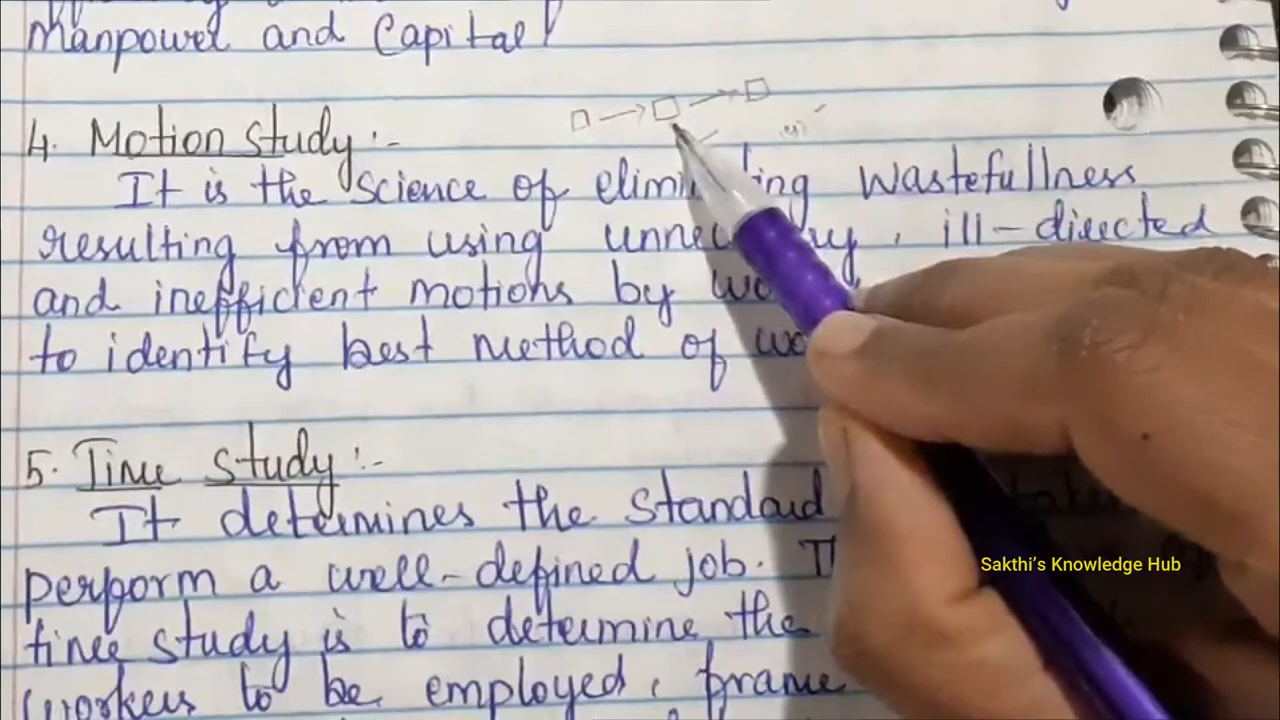 Manpower and Capital
4. Motion study :-
It is the science of elimi ing wastefullness
resulting from using unnec ry, ill-directed
and inefficient motions by wo
to identify best method of wo
5. Time study :-
It determines the standard
perform a well-defined job. T
time study is to determine the
workers to be employed, frame
Sakthi's Knowledge Hub